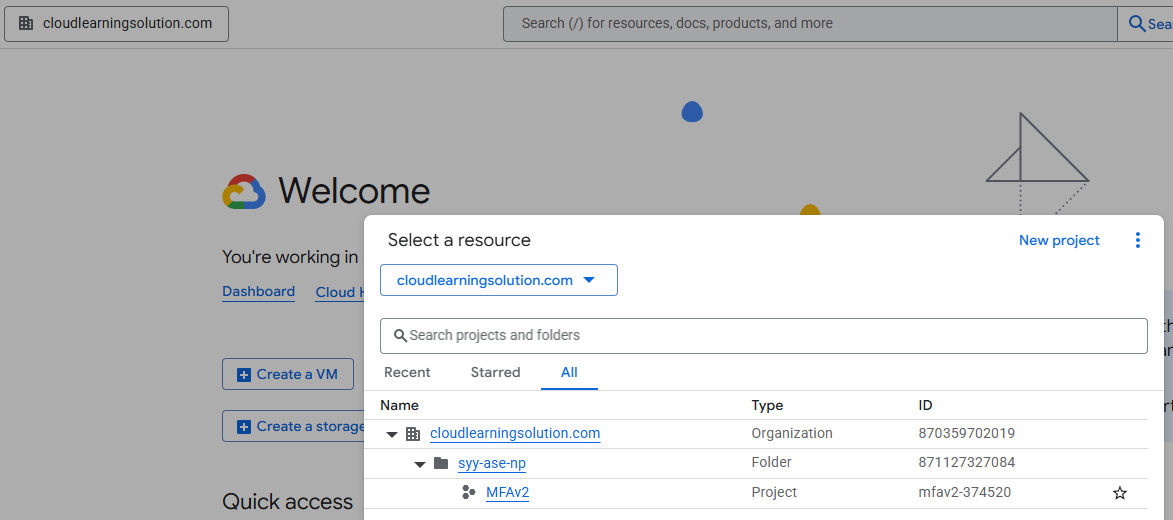 cloudlearningsolution.com
Search (/) for resources, docs, products, and more
Sea
Welcome
You're working in
Dashboard
Cloud H
Create a VM
Create a storage
Quick access
Select a resource
New project
cloudlearningsolution.com
Search projects and folders
Recent Starred All
Name Type ID
cloudlearningsolution.com Organization 870359702019
syy-ase-np Folder 871127327084
MFAv2 Project mfav2-374520